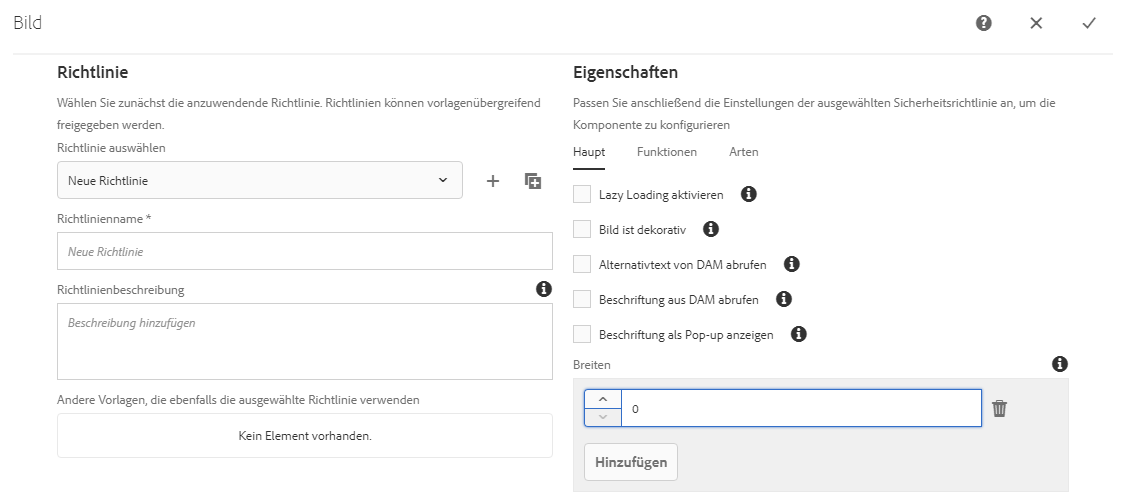 Bild
Richtlinie
Wählen Sie zunächst die anzuwendende Richtlinie. Richtlinien können vorlagenübergreifend
freigegeben werden.
Richtlinie auswählen
Neue Richtlinie
Richtlinienname *
Neue Richtlinie
Richtlinienbeschreibung
Beschreibung hinzufügen
Andere Vorlagen, die ebenfalls die ausgewählte Richtlinie verwenden
Kein Element vorhanden.
Eigenschaften
Passen Sie anschließend die Einstellungen der ausgewählten Sicherheitsrichtlinie an, um die
Komponente zu konfigurieren
Haupt Funktionen Arten
Lazy Loading aktivieren
Bild ist dekorativ
Alternativtext von DAM abrufen
Beschriftung aus DAM abrufen
Beschriftung als Pop-up anzeigen
Breiten
0
Hinzufügen